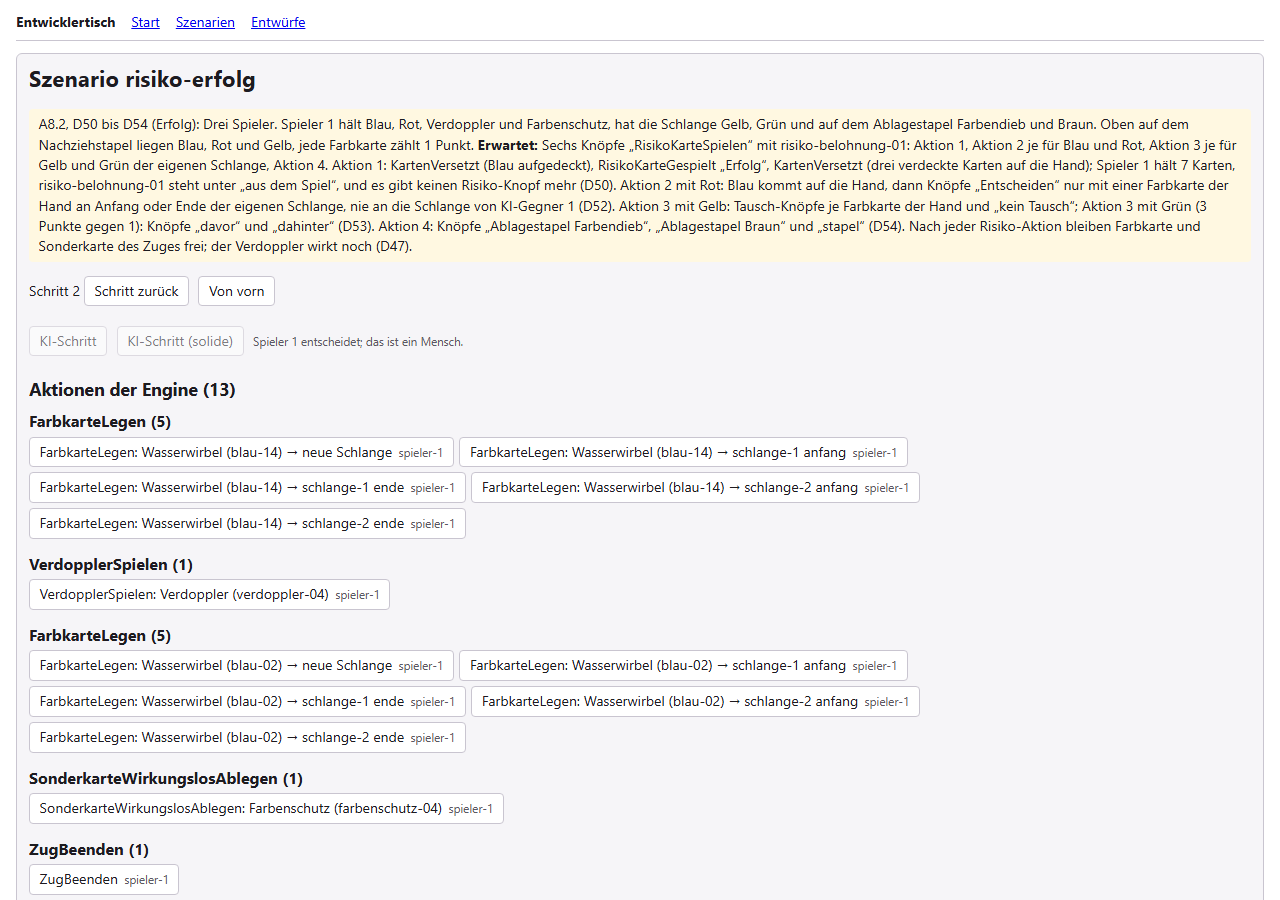 Entwicklertisch Start Szenarien Entwürfe
Szenario risiko-erfolg
A8.2, D50 bis D54 (Erfolg): Drei Spieler. Spieler 1 hält Blau, Rot, Verdoppler und Farbenschutz, hat die Schlange Gelb, Grün und auf dem Ablagestapel Farbendieb und Braun. Oben auf dem
Nachziehstapel liegen Blau, Rot und Gelb, jede Farbkarte zählt 1 Punkt. Erwartet: Sechs Knöpfe „RisikoKarteSpielen“ mit risiko-belohnung-01: Aktion 1, Aktion 2 je für Blau und Rot, Aktion 3 je für
Gelb und Grün der eigenen Schlange, Aktion 4. Aktion 1: KartenVersetzt (Blau aufgedeckt), RisikoKarteGespielt „Erfolg“, KartenVersetzt (drei verdeckte Karten auf die Hand); Spieler 1 hält 7 Karten,
risiko-belohnung-01 steht unter „aus dem Spiel“, und es gibt keinen Risiko-Knopf mehr (D50). Aktion 2 mit Rot: Blau kommt auf die Hand, dann Knöpfe „Entscheiden“ nur mit einer Farbkarte der
Hand an Anfang oder Ende der eigenen Schlange, nie an die Schlange von KI-Gegner 1 (D52). Aktion 3 mit Gelb: Tausch-Knöpfe je Farbkarte der Hand und „kein Tausch“; Aktion 3 mit Grün (3
Punkte gegen 1): Knöpfe „davor“ und „dahinter“ (D53). Aktion 4: Knöpfe „Ablagestapel Farbendieb“, „Ablagestapel Braun“ und „stapel“ (D54). Nach jeder Risiko-Aktion bleiben Farbkarte und
Sonderkarte des Zuges frei; der Verdoppler wirkt noch (D47).
Schritt 2 Schritt zurück Von vorn
KI-Schritt KI-Schritt (solide) Spieler 1 entscheidet; das ist ein Mensch.
Aktionen der Engine (13)
FarbkarteLegen (5)
FarbkarteLegen: Wasserwirbel (blau-14) → neue Schlange spieler-1 FarbkarteLegen: Wasserwirbel (blau-14) → schlange-1 anfang spieler-1
FarbkarteLegen: Wasserwirbel (blau-14) → schlange-1 ende spieler-1 FarbkarteLegen: Wasserwirbel (blau-14) → schlange-2 anfang spieler-1
FarbkarteLegen: Wasserwirbel (blau-14) → schlange-2 ende spieler-1
VerdopplerSpielen (1)
VerdopplerSpielen: Verdoppler (verdoppler-04) spieler-1
FarbkarteLegen (5)
FarbkarteLegen: Wasserwirbel (blau-02) → neue Schlange spieler-1 FarbkarteLegen: Wasserwirbel (blau-02) → schlange-1 anfang spieler-1
FarbkarteLegen: Wasserwirbel (blau-02) → schlange-1 ende spieler-1 FarbkarteLegen: Wasserwirbel (blau-02) → schlange-2 anfang spieler-1
FarbkarteLegen: Wasserwirbel (blau-02) → schlange-2 ende spieler-1
SonderkarteWirkungslosAblegen (1)
SonderkarteWirkungslosAblegen: Farbenschutz (farbenschutz-04) spieler-1
ZugBeenden (1)
ZugBeenden spieler-1